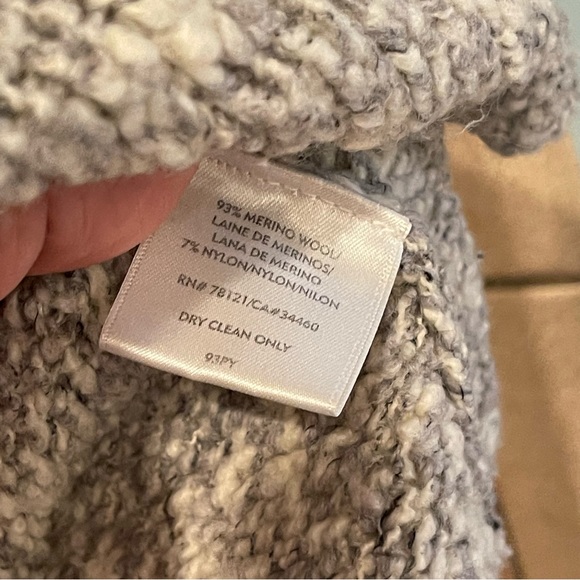 93% MERINO WOOL/
LAINE DE MERINOS/
LANA DE MERINO
7% NYLON/NYLON/NILON
RN# 78121/CA#34460
DRY CLEAN ONLY
93PY